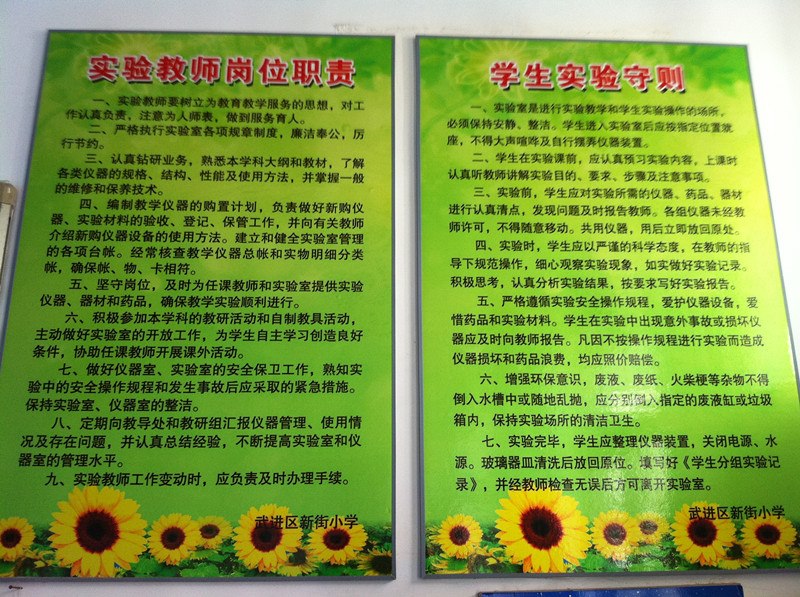 实验教师岗位职责
一、实验教师要树立为教育教学服务的思想，对工
作认真负责，注意为人师表，做到服务育人。
二、严格执行实验室各项规章制度，廉洁奉公，厉
行节约。
三、认真钻研业务，熟悉本学科大纲和教材，了解
各类仪器的规格、结构、性能及使用方法，并掌握一般
的维修和保养技术。
四、编制教学仪器的购置计划，负责做好新购仪
器、实验材料的验收、登记、保管工作，并向有关教师
介绍新购仪器设备的使用方法。建立和健全实验室管理
的各项台帐。经常核查教学仪器总帐和实物明细分类
帐，确保帐、物、卡相符。
五、坚守岗位，及时为任课教师和实验室提供实验
仪器、器材和药品，确保教学实验顺利进行。
六、积极参加本学科的教研活动和自制教具活动，
主动做好实验室的开放工作，为学生自主学习创造良好
条件，协助任课教师开展课外活动。
七、做好仪器室、实验室的安全保卫工作，熟知实
验中的安全操作规程和发生事故后应采取的紧急措施。
保持实验室、仪器室的整洁。
八、定期向教导处和教研组汇报仪器管理、使用情
况及存在问题，并认真总结经验，不断提高实验室和仪
器室的管理水平。
九、实验教师工作变动时，应负责及时办理手续。
武进区新街小学
学生实验守则
一、实验室是进行实验教学和学生实验操作的场所，
必须保持安静、整洁。学生进入实验室后应按指定位置就
座，不得大声喧哗及自行摆弄仪器装置。
二、学生在实验课前，应认真预习实验内容，上课时
认真听教师讲解实验目的、要求、步骤及注意事项。
三、实验前，学生应对实验所需的仪器、药品、器材
进行认真清点，发现问题及时报告教师。各组仪器未经教
师许可，不得随意移动。共用仪器，用后立即放回原处。
四、实验时，学生应以严谨的科学态度，在教师的指
导下规范操作，细心观察实验现象，如实做好实验记录。
积极思考，认真分析实验结果，按要求写好实验报告。
五、严格遵循实验安全操作规程，爱护仪器设备，爱
惜药品和实验材料。学生在实验中出现意外事故或损坏仪
器应及时向教师报告。凡因不按操作规程进行实验而造成
仪器损坏和药品浪费，均应照价赔偿。
六、增强环保意识，废液、废纸、火柴梗等杂物不得
倒入水槽中或随地乱抛，应分别倒入指定的废液缸或垃圾
箱内，保持实验场所的清洁卫生。
七、实验完毕，学生应整理仪器装置，关闭电源、水
源。玻璃器皿清洗后放回原位。填写好《学生分组实验记
录》，并经教师检查无误后方可离开实验室。
武进区新街小学